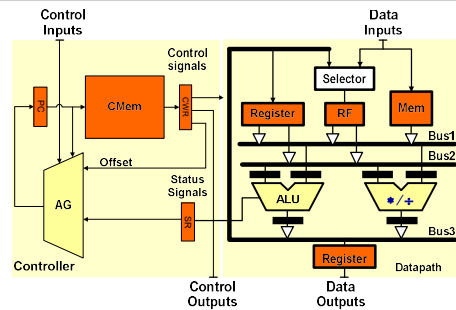 Control
Inputs
Data
Inputs
Control
signals
Selector
PC
CMem
CWR
Register
RF
Mem
Bus1
Bus2
Offset
Status
Signals
AG
ALU
* / +
SR
Bus3
Controller
Register
Datapath
Control
Outputs
Data
Outputs